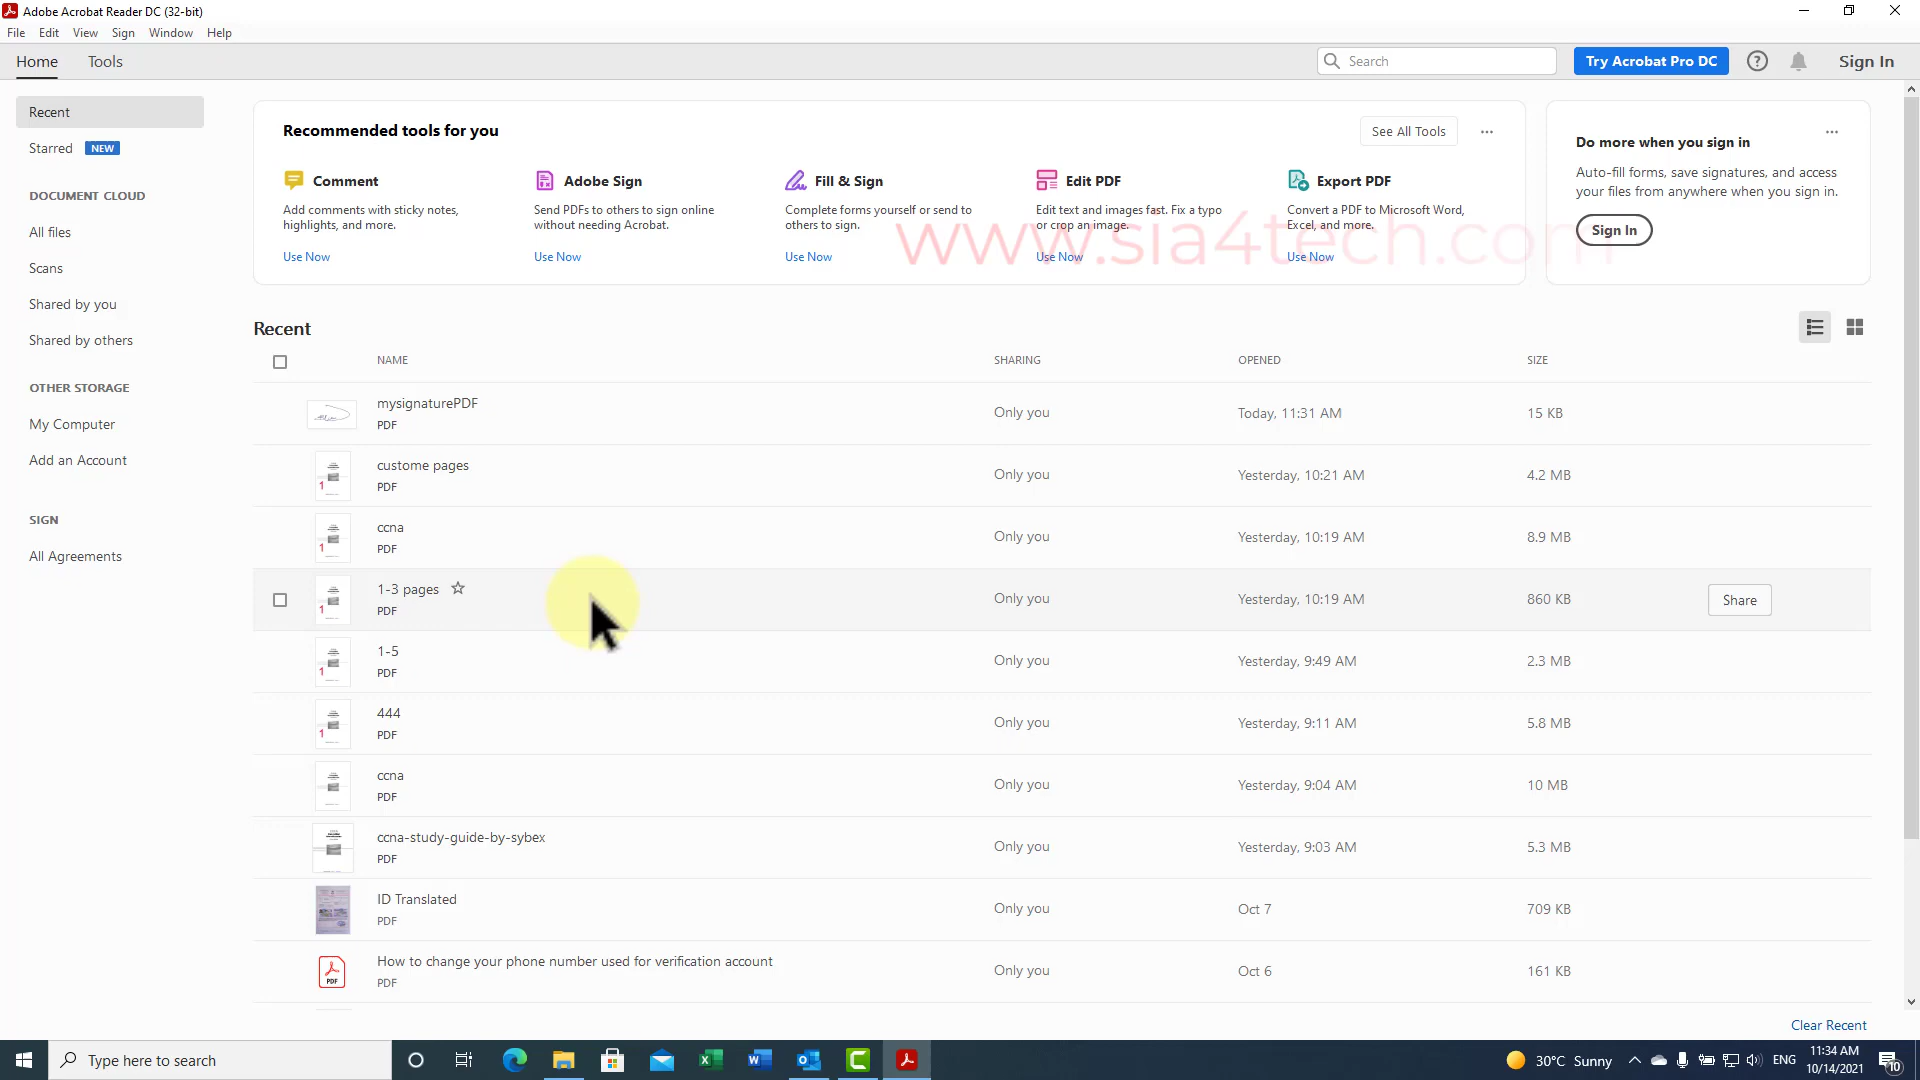 Adobe Acrobat Reader DC (32-bit)
File Edit View Sign Window Help
Home Tools
Search
Try Acrobat Pro DC
Sign In
Recent
Starred NEW
DOCUMENT CLOUD
All files
Scans
Shared by you
Shared by others
OTHER STORAGE
My Computer
Add an Account
SIGN
All Agreements
Recommended tools for you
See All Tools
Comment
Add comments with sticky notes,
highlights, and more.
Use Now
Adobe Sign
Send PDFs to others to sign online
without needing Acrobat.
Use Now
Fill & Sign
Complete forms yourself or send to
others to sign.
Use Now
Edit PDF
Edit text and images fast. Fix a typo
or crop an image.
Use Now
Export PDF
Convert a PDF to Microsoft Word,
Excel, and more.
Use Now
www.sia4tech.com
Do more when you sign in
Auto-fill forms, save signatures, and access
your files from anywhere when you sign in.
Sign In
Recent
NAME SHARING OPENED SIZE
mysignaturePDF
PDF
Only you Today, 11:31 AM 15 KB
custome pages
PDF
Only you Yesterday, 10:21 AM 4.2 MB
ccna
PDF
Only you Yesterday, 10:19 AM 8.9 MB
1-3 pages
PDF
Only you Yesterday, 10:19 AM 860 KB Share
1-5
PDF
Only you Yesterday, 9:49 AM 2.3 MB
444
PDF
Only you Yesterday, 9:11 AM 5.8 MB
ccna
PDF
Only you Yesterday, 9:04 AM 10 MB
ccna-study-guide-by-sybex
PDF
Only you Yesterday, 9:03 AM 5.3 MB
ID Translated
PDF
Only you Oct 7 709 KB
How to change your phone number used for verification account
PDF
Only you Oct 6 161 KB
PDF
Clear Recent
Type here to search
30°C Sunny
ENG
11:34 AM
10/14/2021
10